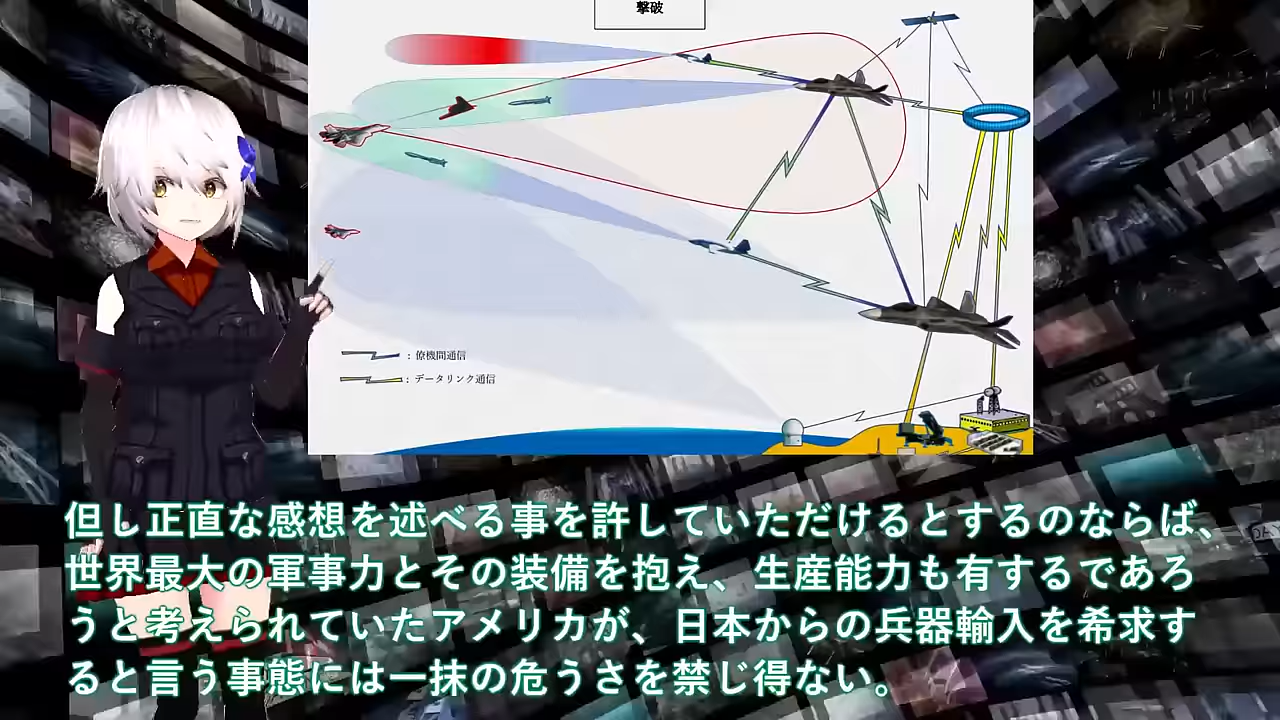 撃破
：僚機間通信
：データリンク通信
但し正直な感想を述べる事を許していただけるとするのならば、
世界最大の軍事力とその装備を抱え、生産能力も有するであろ
うと考えられていたアメリカが、日本からの兵器輸入を希求す
ると言う事態には一抹の危うさを禁じ得ない。